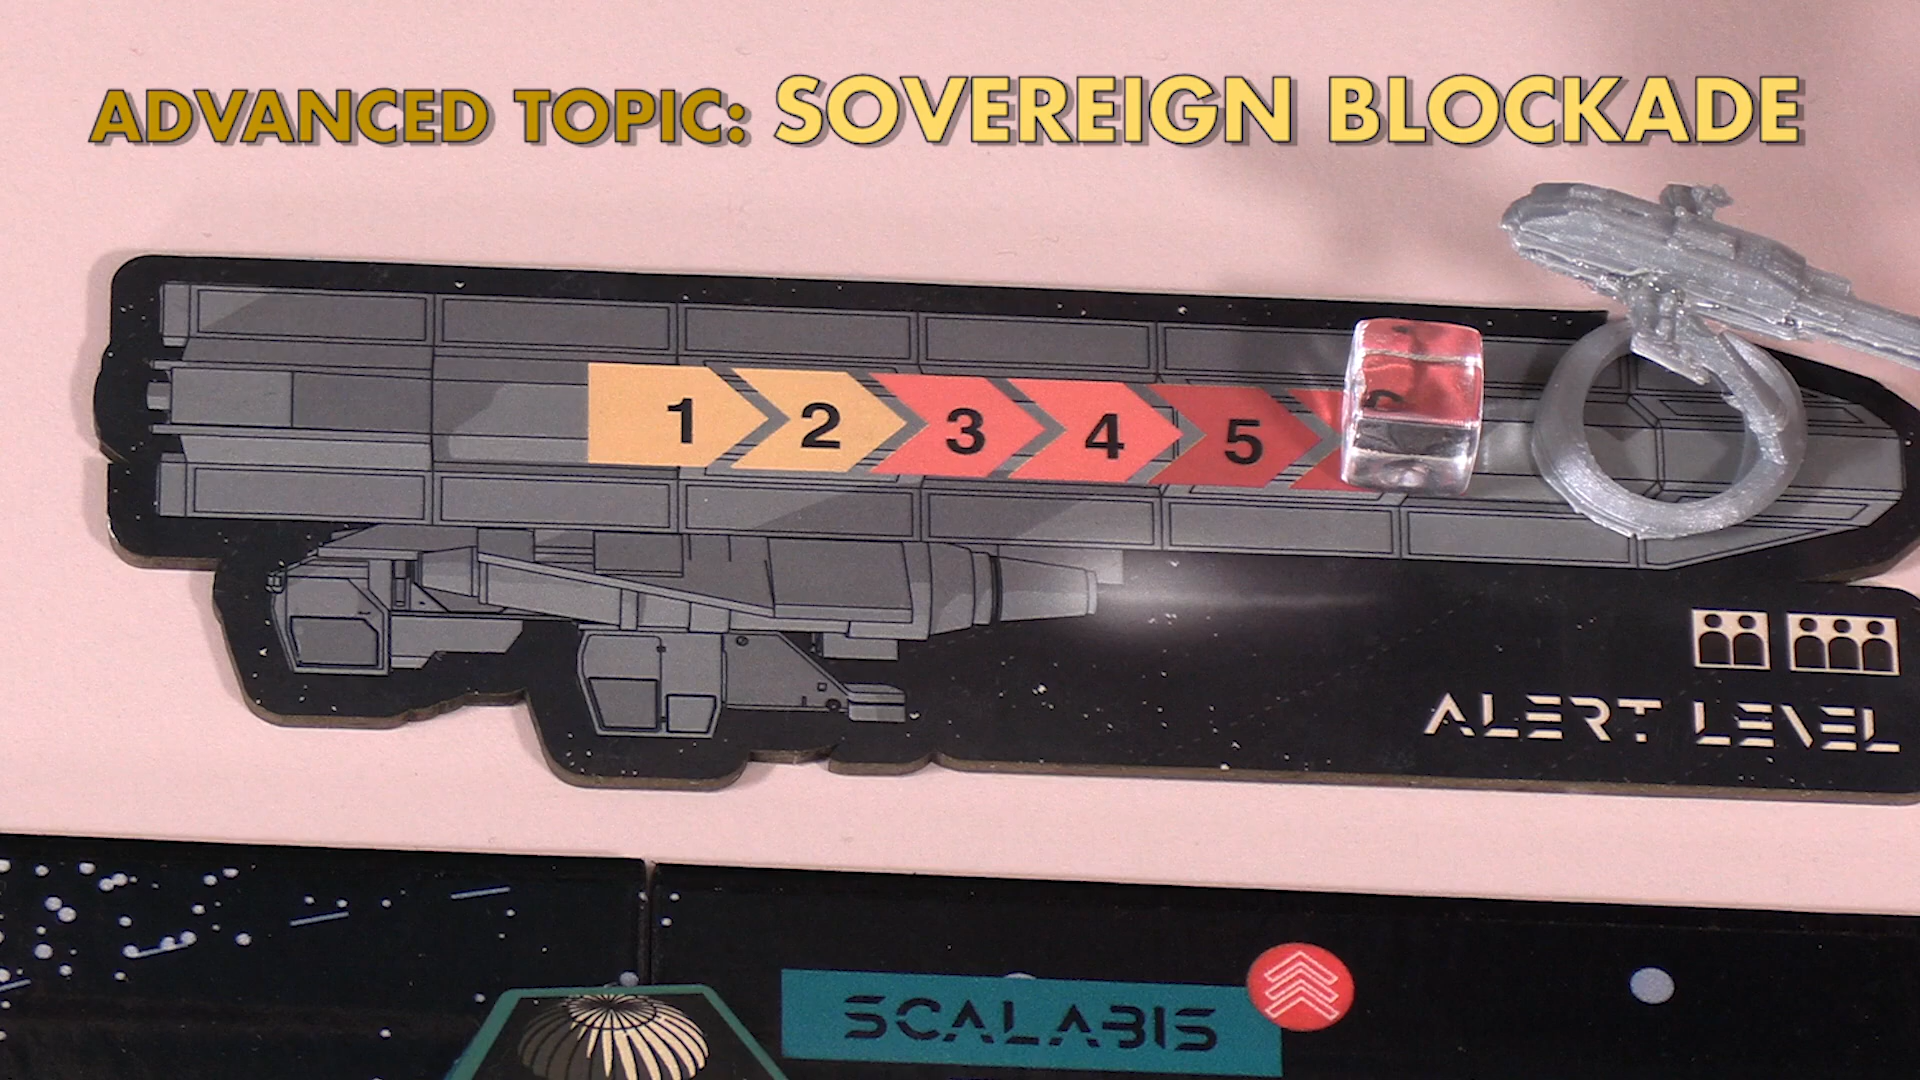 ADVANCED TOPIC: SOVEREIGN BLOCKADE
1 2 3 4 5
ALERT LEVEL
SCALABIS